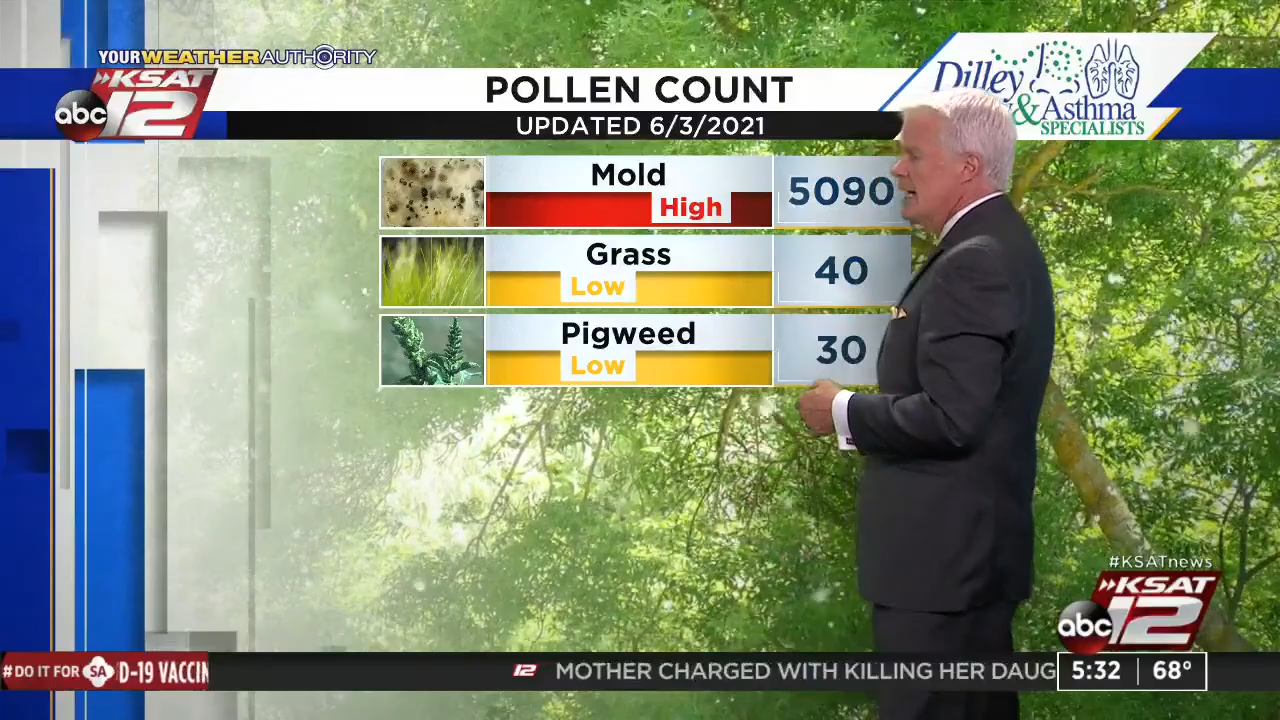 YOURWEATHERAUTHORITY
KSAT
abc 12
POLLEN COUNT
UPDATED 6/3/2021
Dilley
& Asthma
SPECIALISTS
Mold
High
5090
Grass
Low
40
Pigweed
Low
30
#KSATnews
KSAT
abc 12
#DO IT FOR SA D-19 VACCIN
12 MOTHER CHARGED WITH KILLING HER DAUG
5:32 68°